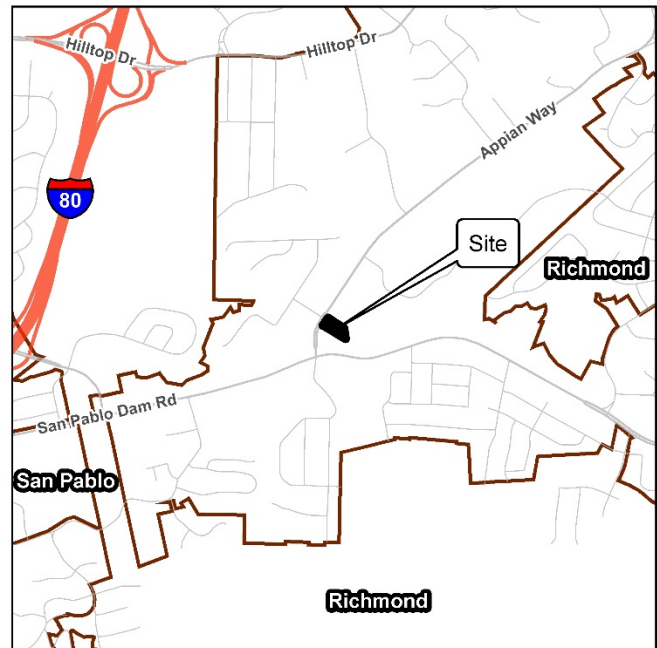 Hilltop Dr
Hilltop Dr
Appian Way
80
Site
Richmond
San Pablo Dam Rd
San Pablo
Richmond